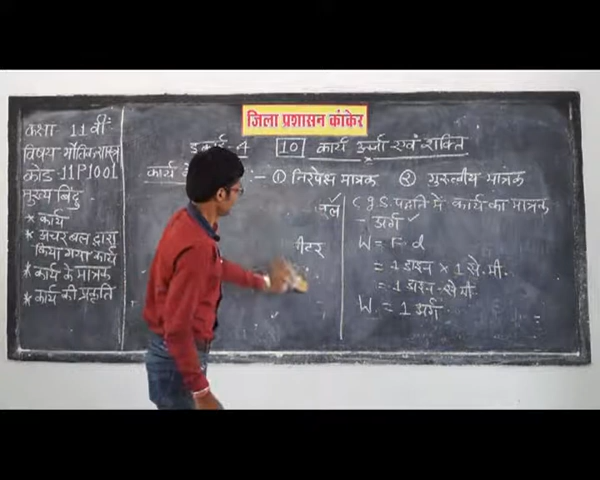 जिला प्रशासन कांकेर
कक्षा 11 वीं
विषय भौतिकशास्त्र
कोड 11P1001
मुख्य बिंदु
* कार्य
* अचर बल द्वारा
किया गया कार्य
* कार्य के मात्रक
* कार्य की प्रकृति
इकाई 4 10 कार्य ऊर्जा एवं शक्ति
कार्य :- ① निरपेक्ष मात्रक ② गुरुत्वीय मात्रक
मीटर
C.g.S. पद्धति में कार्य का मात्रक
- अर्ग ✓
W = F. d
= 1 डाइन × 1 से.मी.
= 1 डाइन-से.मी.
W = 1 अर्ग